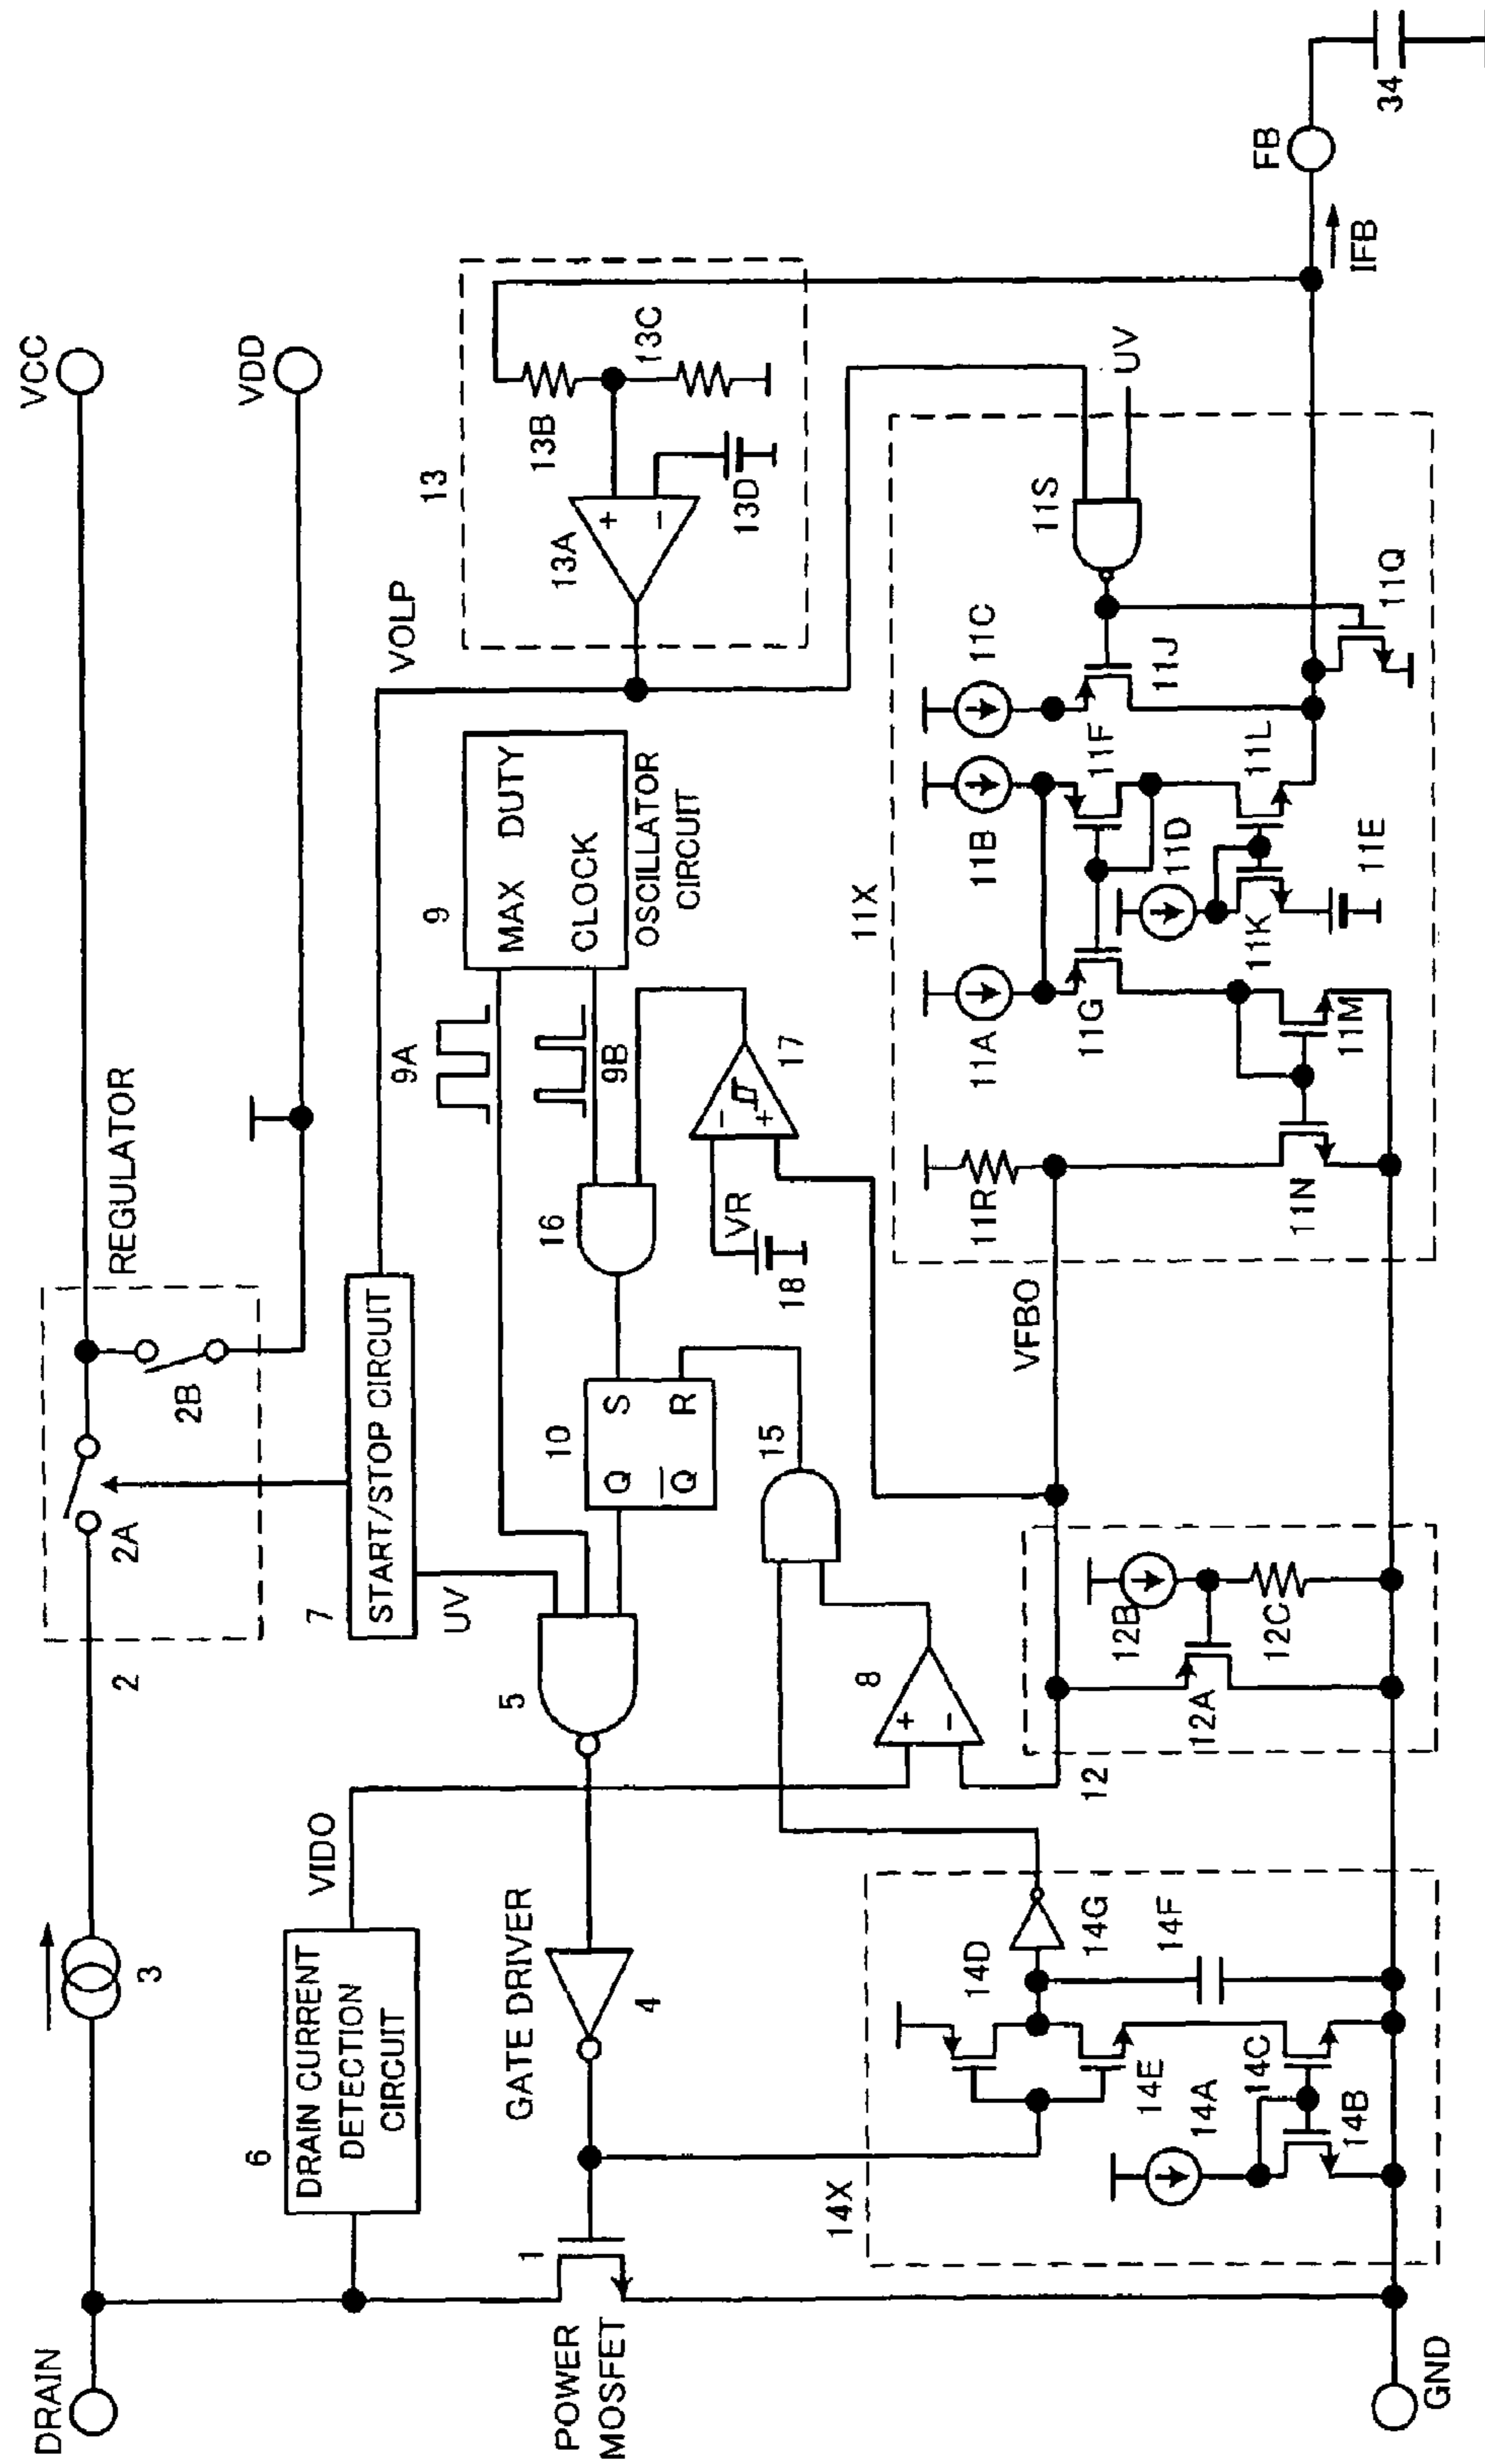 DRAIN
3
2
2A
2B
REGULATOR
VCC
VDD
6
DRAIN CURRENT
DETECTION
CIRCUIT
VIDO
7
START/STOP CIRCUIT
UV
POWER
MOSFET
1
GATE DRIVER
4
5
10
Q
S
Q
R
16
9A
9B
9
MAX DUTY
CLOCK
OSCILLATOR
CIRCUIT
VOLP
13
13A
+
-
13B
13C
13D
15
8
+
-
17
-
+
VR
18
VFBO
14X
14A
14B
14C
14D
14E
14F
14G
12
12A
12B
12C
11X
11R
11N
11M
11A
11G
11K
11D
11B
11F
11E
11L
11C
11J
11S
11Q
UV
IFB
FB
34
GND